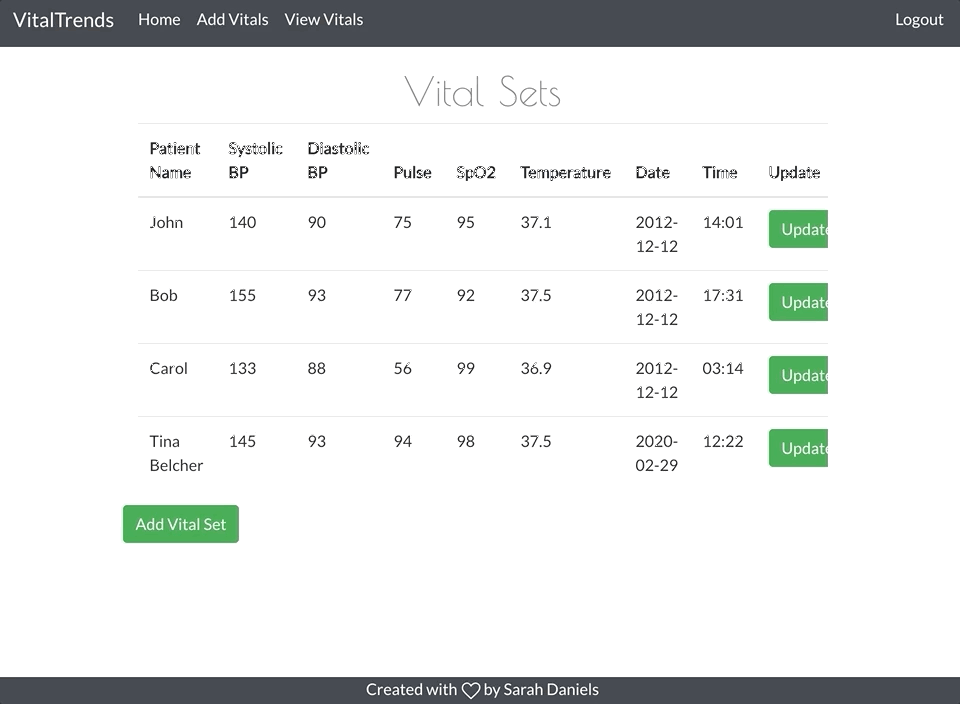 VitalTrends Home Add Vitals View Vitals Logout
Vital Sets
Patient Name Systolic BP Diastolic BP Pulse SpO2 Temperature Date Time Update
John 140 90 75 95 37.1 2012-12-12 14:01 Update
Bob 155 93 77 92 37.5 2012-12-12 17:31 Update
Carol 133 88 56 99 36.9 2012-12-12 03:14 Update
Tina Belcher 145 93 94 98 37.5 2020-02-29 12:22 Update
Add Vital Set
Created with ♡ by Sarah Daniels